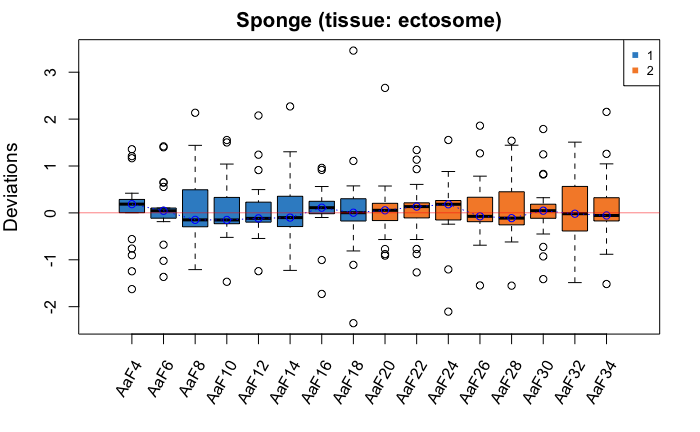 Sponge (tissue: ectosome)
1
2
Deviations
3
2
1
0
-1
-2
AaF4
AaF6
AaF8
AaF10
AaF12
AaF14
AaF16
AaF18
AaF20
AaF22
AaF24
AaF26
AaF28
AaF30
AaF32
AaF34